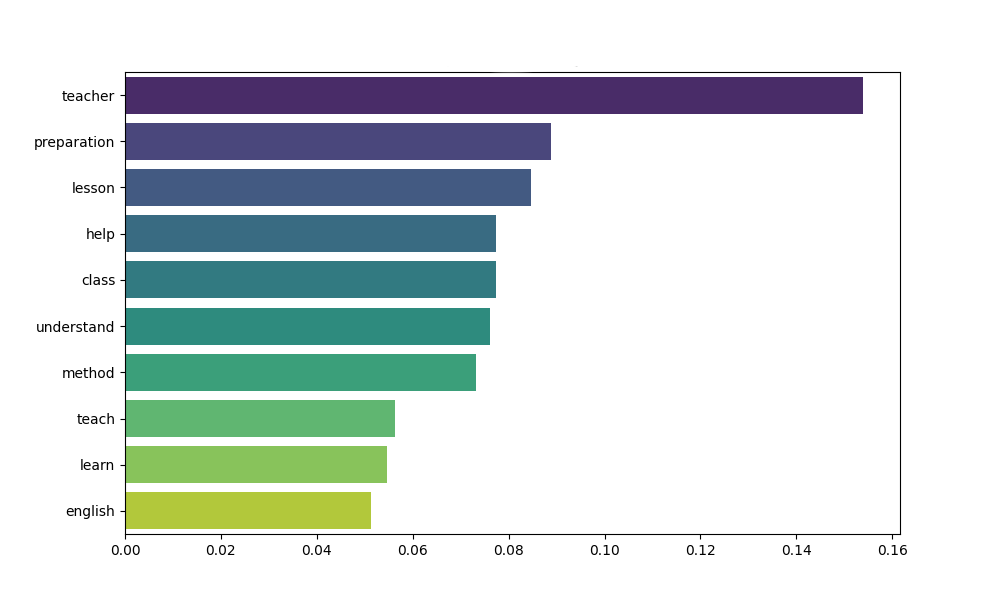 teacher
preparation
lesson
help
class
understand
method
teach
learn
english
0.00 0.02 0.04 0.06 0.08 0.10 0.12 0.14 0.16